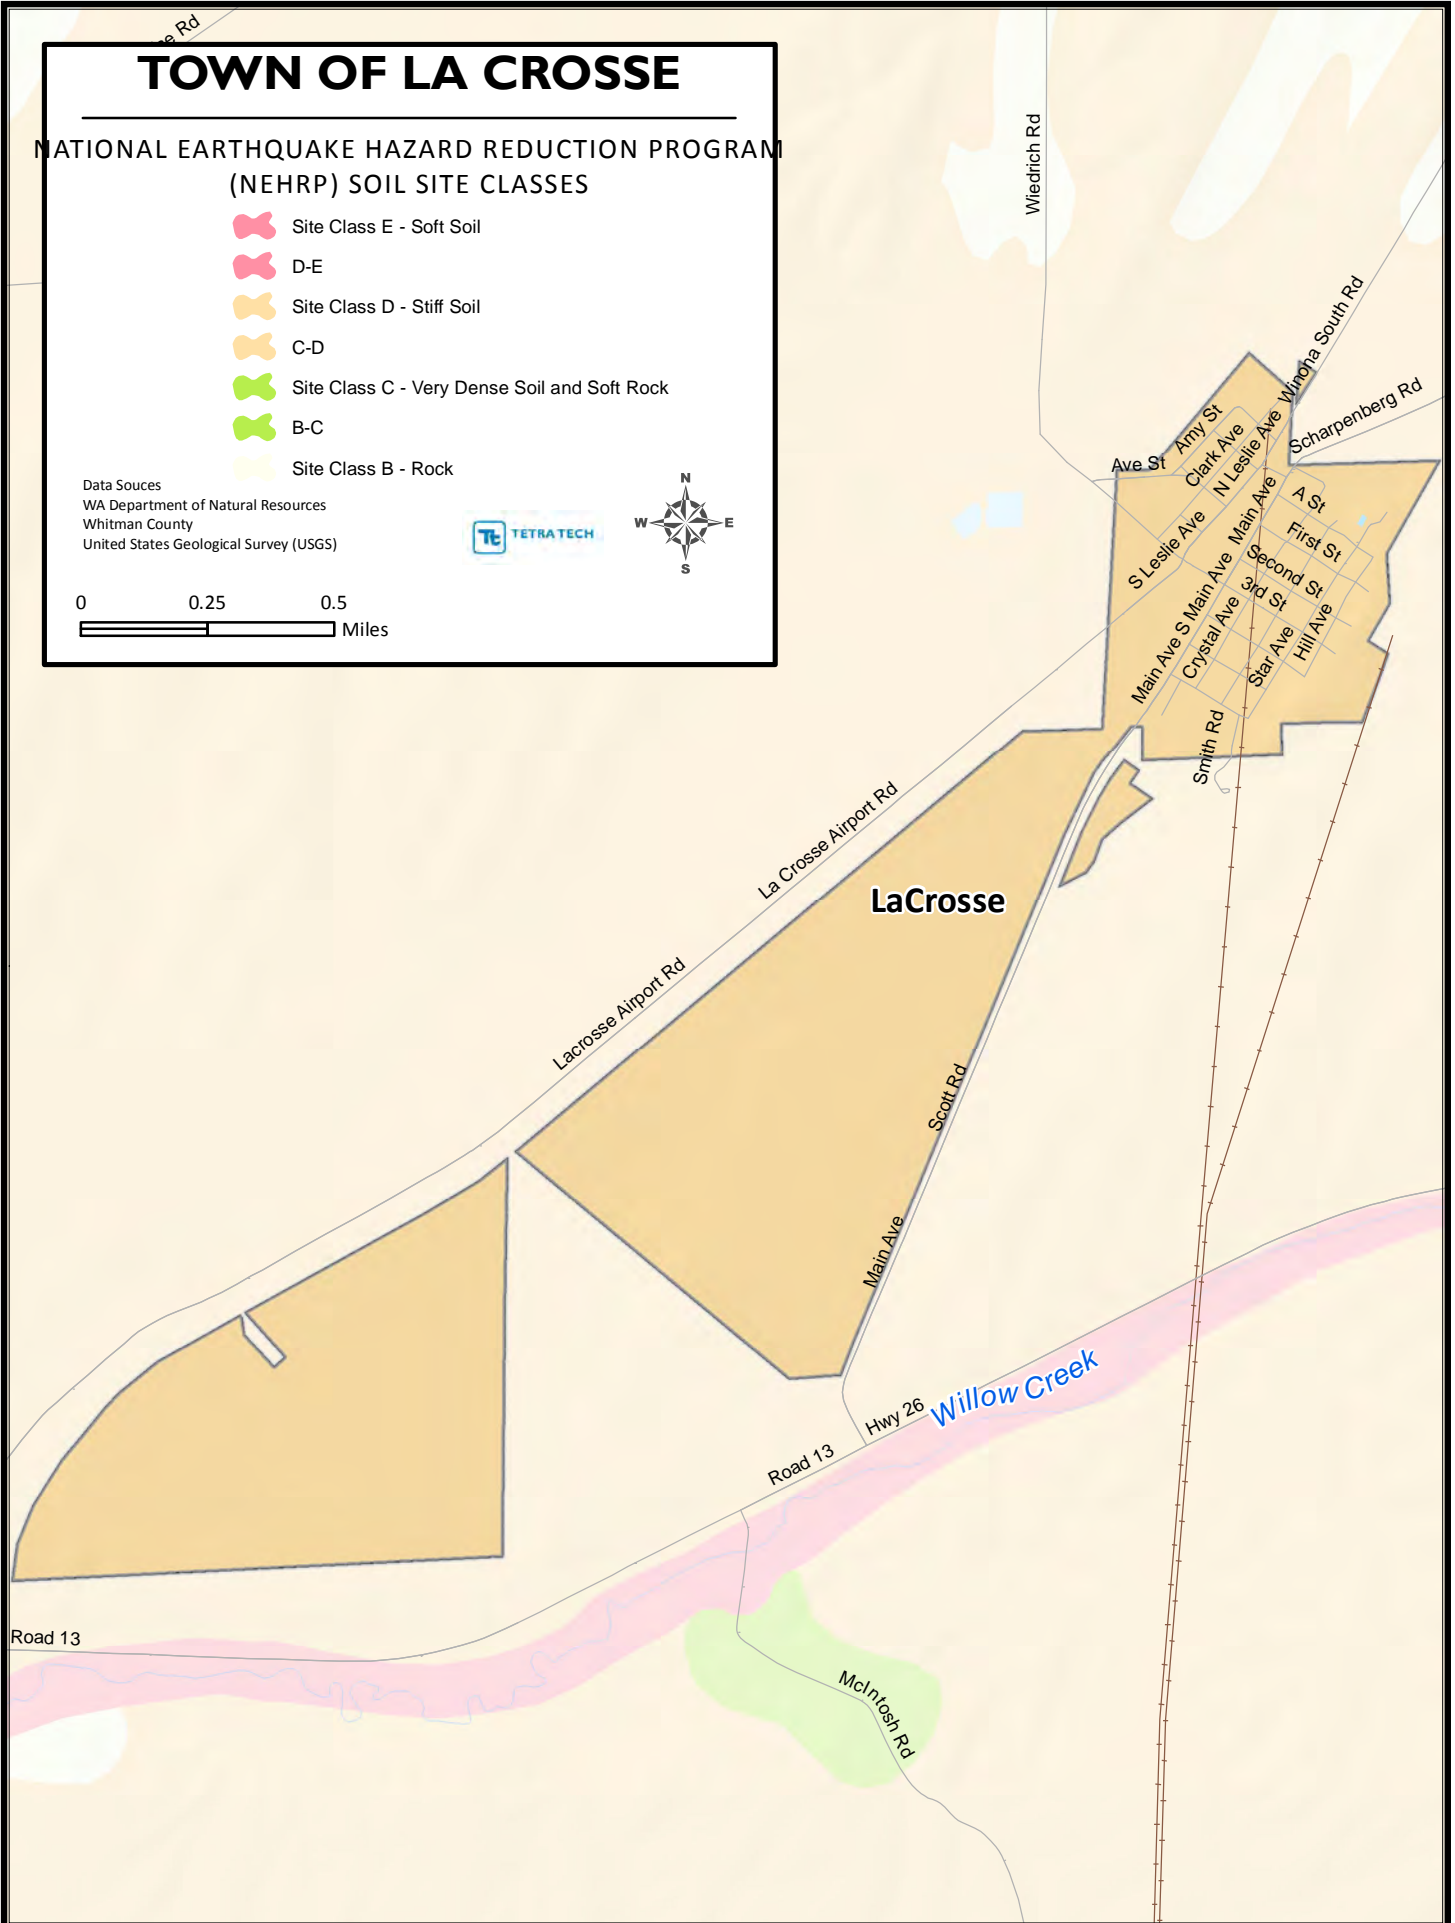 TOWN OF LA CROSSE
NATIONAL EARTHQUAKE HAZARD REDUCTION PROGRAM
(NEHRP) SOIL SITE CLASSES
Site Class E - Soft Soil
D-E
Site Class D - Stiff Soil
C-D
Site Class C - Very Dense Soil and Soft Rock
B-C
Site Class B - Rock
Data Souces
WA Department of Natural Resources
Whitman County
United States Geological Survey (USGS)
Tt TETRA TECH
N
W E
S
0 0.25 0.5
Miles
Rd
Wiedrich Rd
Winona South Rd
Scharpenberg Rd
Amy St
Clark Ave
N Leslie Ave
Ave St
Main Ave
A St
First St
S Leslie Ave
Second St
3rd St
S Main Ave
Main Ave
Crystal Ave
Star Ave
Hill Ave
Smith Rd
La Crosse Airport Rd
LaCrosse
Lacrosse Airport Rd
Scott Rd
Main Ave
Willow Creek
Hwy 26
Road 13
Road 13
McIntosh Rd